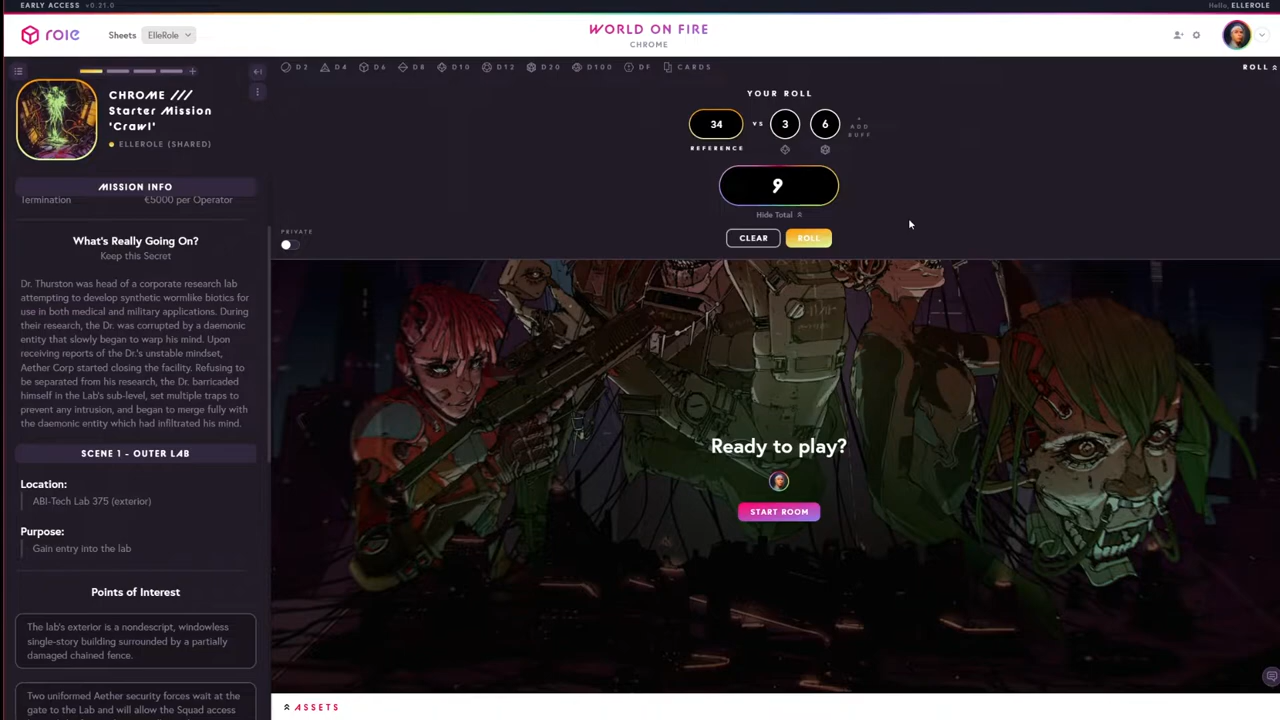 EARLY ACCESS v0.31.0
Hello, ELLEROLE
role
Sheets
ElleRole
WORLD ON FIRE
CHROME
D2
D4
D6
D8
D10
D12
D20
D100
DF
CARDS
ROLL
CHROME ///
Starter Mission
'Crawl'
ELLEROLE (SHARED)
MISSION INFO
Termination €5000 per Operator
What's Really Going On?
Keep this Secret
Dr. Thurston was head of a corporate research lab
attempting to develop synthetic wormlike biotics for
use in both medical and military applications. During
their research, the Dr. was corrupted by a daemonic
entity that slowly began to warp his mind. Upon
receiving reports of the Dr.'s unstable mindset,
Aether Corp started closing the facility. Refusing to
be separated from his research, the Dr. barricaded
himself in the Lab's sub-level, set multiple traps to
prevent any intrusion, and began to merge fully with
the daemonic entity which had infiltrated his mind.
SCENE 1 - OUTER LAB
Location:
ABI-Tech Lab 375 (exterior)
Purpose:
Gain entry into the lab
Points of Interest
The lab's exterior is a nondescript, windowless
single-story building surrounded by a partially
damaged chained fence.
Two uniformed Aether security forces wait at the
gate to the Lab and will allow the Squad access
YOUR ROLL
34 VS 3 6
+
ADD
BUFF
REFERENCE
9
Hide Total
PRIVATE
CLEAR
ROLL
Ready to play?
START ROOM
ASSETS